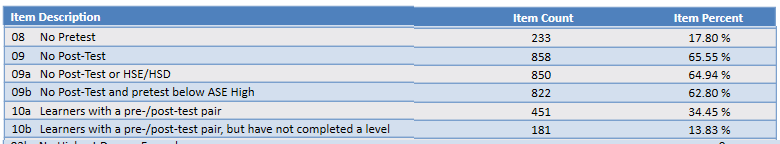 Item Description Item Count Item Percent
08 No Pretest 233 17.80 %
09 No Post-Test 858 65.55 %
09a No Post-Test or HSE/HSD 850 64.94 %
09b No Post-Test and pretest below ASE High 822 62.80 %
10a Learners with a pre-/post-test pair 451 34.45 %
10b Learners with a pre-/post-test pair, but have not completed a level 181 13.83 %